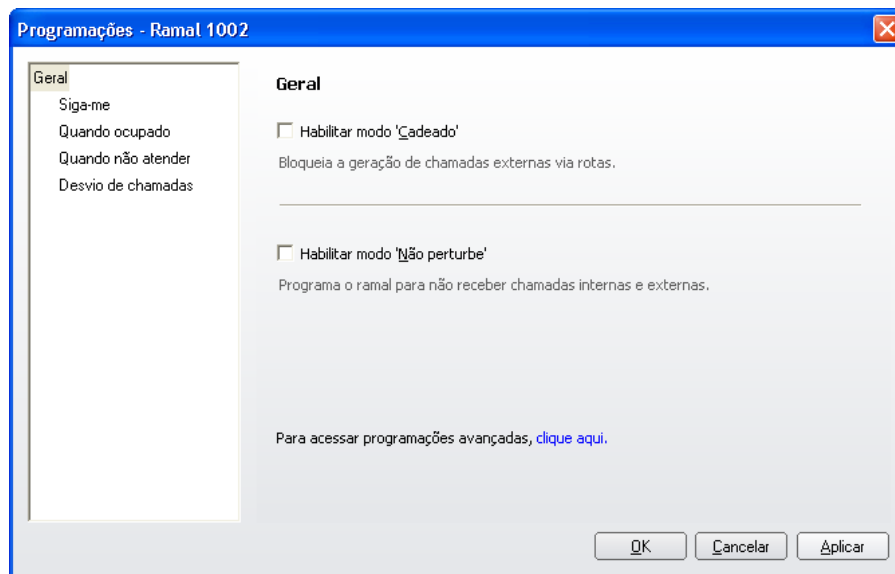 Programações - Ramal 1002
Geral
Siga-me
Quando ocupado
Quando não atender
Desvio de chamadas
Geral
Habilitar modo 'Cadeado'
Bloqueia a geração de chamadas externas via rotas.
Habilitar modo 'Não perturbe'
Programa o ramal para não receber chamadas internas e externas.
Para acessar programações avançadas, clique aqui.
OK
Cancelar
Aplicar